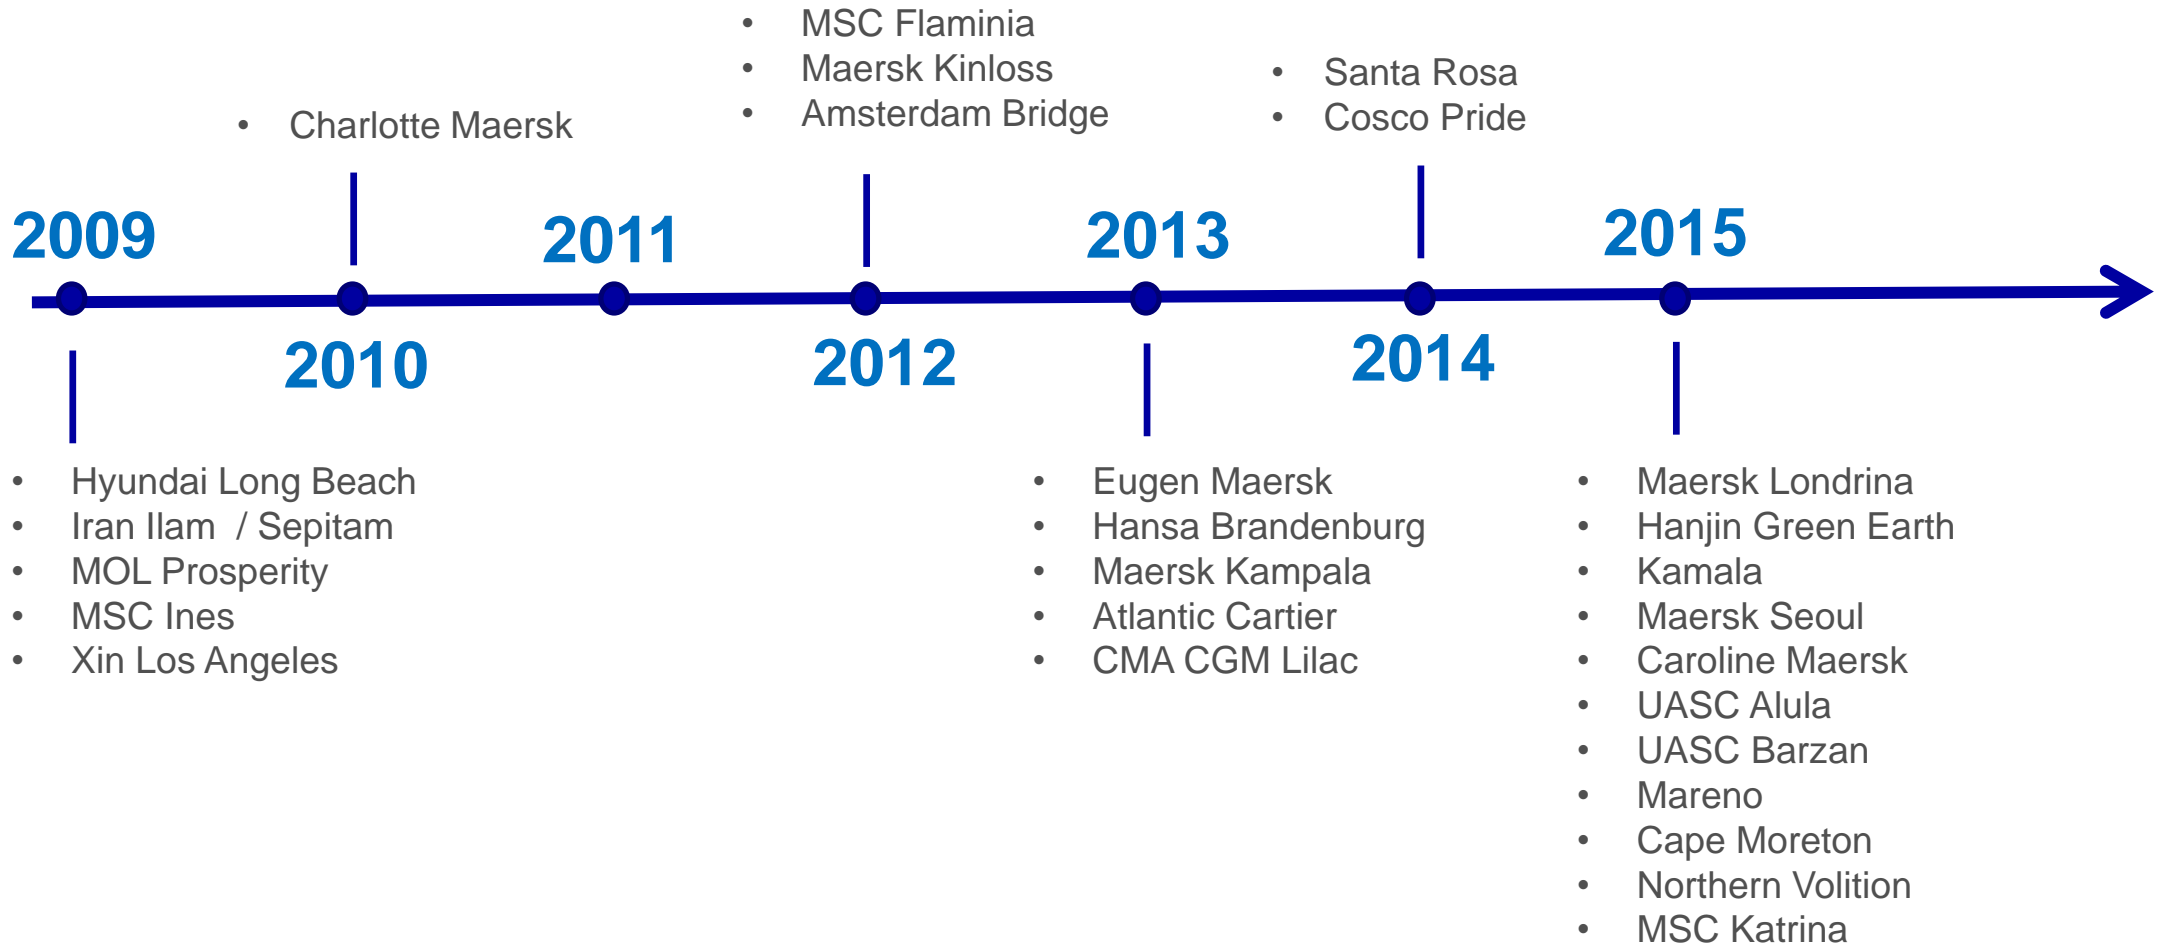 • MSC Flaminia
• Maersk Kinloss
• Amsterdam Bridge
• Santa Rosa
• Cosco Pride
• Charlotte Maersk
2009
2011
2013
2015
2010
2012
2014
• Hyundai Long Beach
• Iran Ilam / Sepitam
• MOL Prosperity
• MSC Ines
• Xin Los Angeles
• Eugen Maersk
• Hansa Brandenburg
• Maersk Kampala
• Atlantic Cartier
• CMA CGM Lilac
• Maersk Londrina
• Hanjin Green Earth
• Kamala
• Maersk Seoul
• Caroline Maersk
• UASC Alula
• UASC Barzan
• Mareno
• Cape Moreton
• Northern Volition
• MSC Katrina